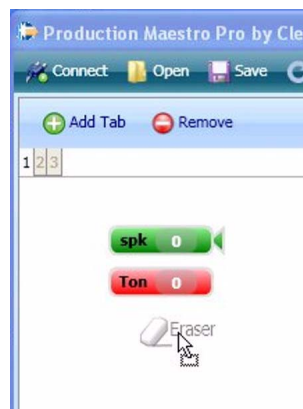 Production Maestro Pro by Cle
Connect Open Save
Add Tab Remove
1 2 3
spk 0
Ton 0
Eraser